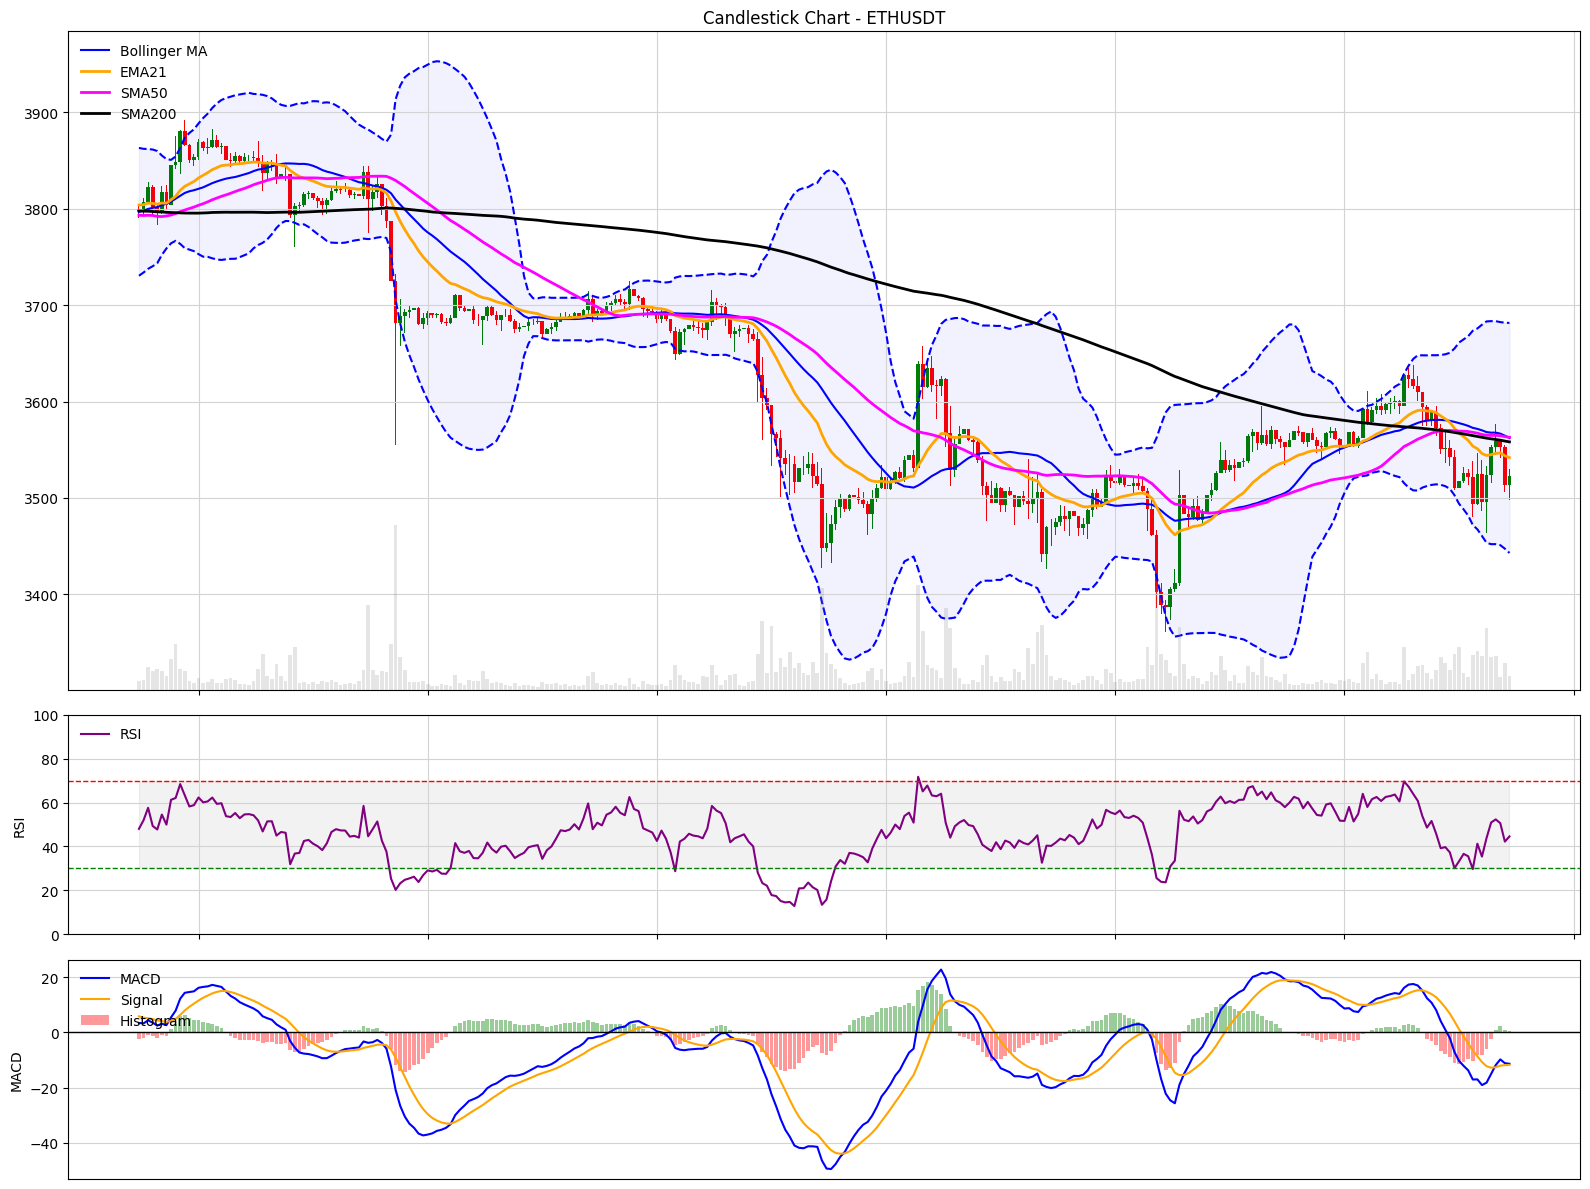 Candlestick Chart - ETHUSDT
Bollinger MA
EMA21
SMA50
SMA200
3900
3800
3700
3600
3500
3400
RSI
100
80
60
40
20
0
RSI
MACD
Signal
Histogram
20
0
−20
−40
MACD